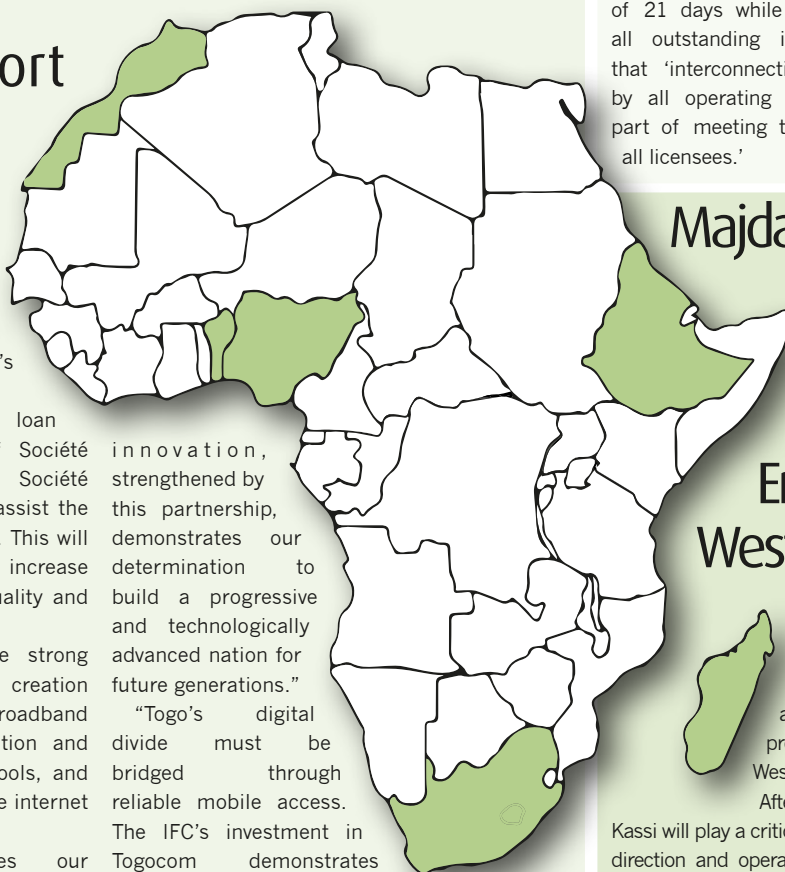 ort
's
loan
Société
Société
assist the
This will
increase
ality and
e strong
creation
roadband
tion and
ools, and
e internet
es our
innovation,
strengthened by
this partnership,
demonstrates our
determination to
build a progressive
and technologically
advanced nation for
future generations.”
“Togo’s digital
divide must be
bridged through
reliable mobile access.
The IFC’s investment in
Togocom demonstrates
of 21 days while
all outstanding i
that ‘interconnecti
by all operating
part of meeting t
all licensees.’
Majda
Er
West
a
pr
Wes
Afte
Kassi will play a critic
direction and opera